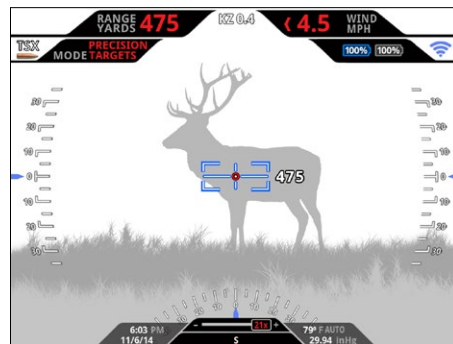 RANGE YARDS 475 KZ 0.4 4.5 WIND MPH
TSX MODE PRECISION TARGETS 100% 100%
30 30
20 20
10 10
0 0
475
10 10
20 20
30 30
0
6:03 PM - 21x + 79° F AUTO
11/6/14 S 29.94 inHg